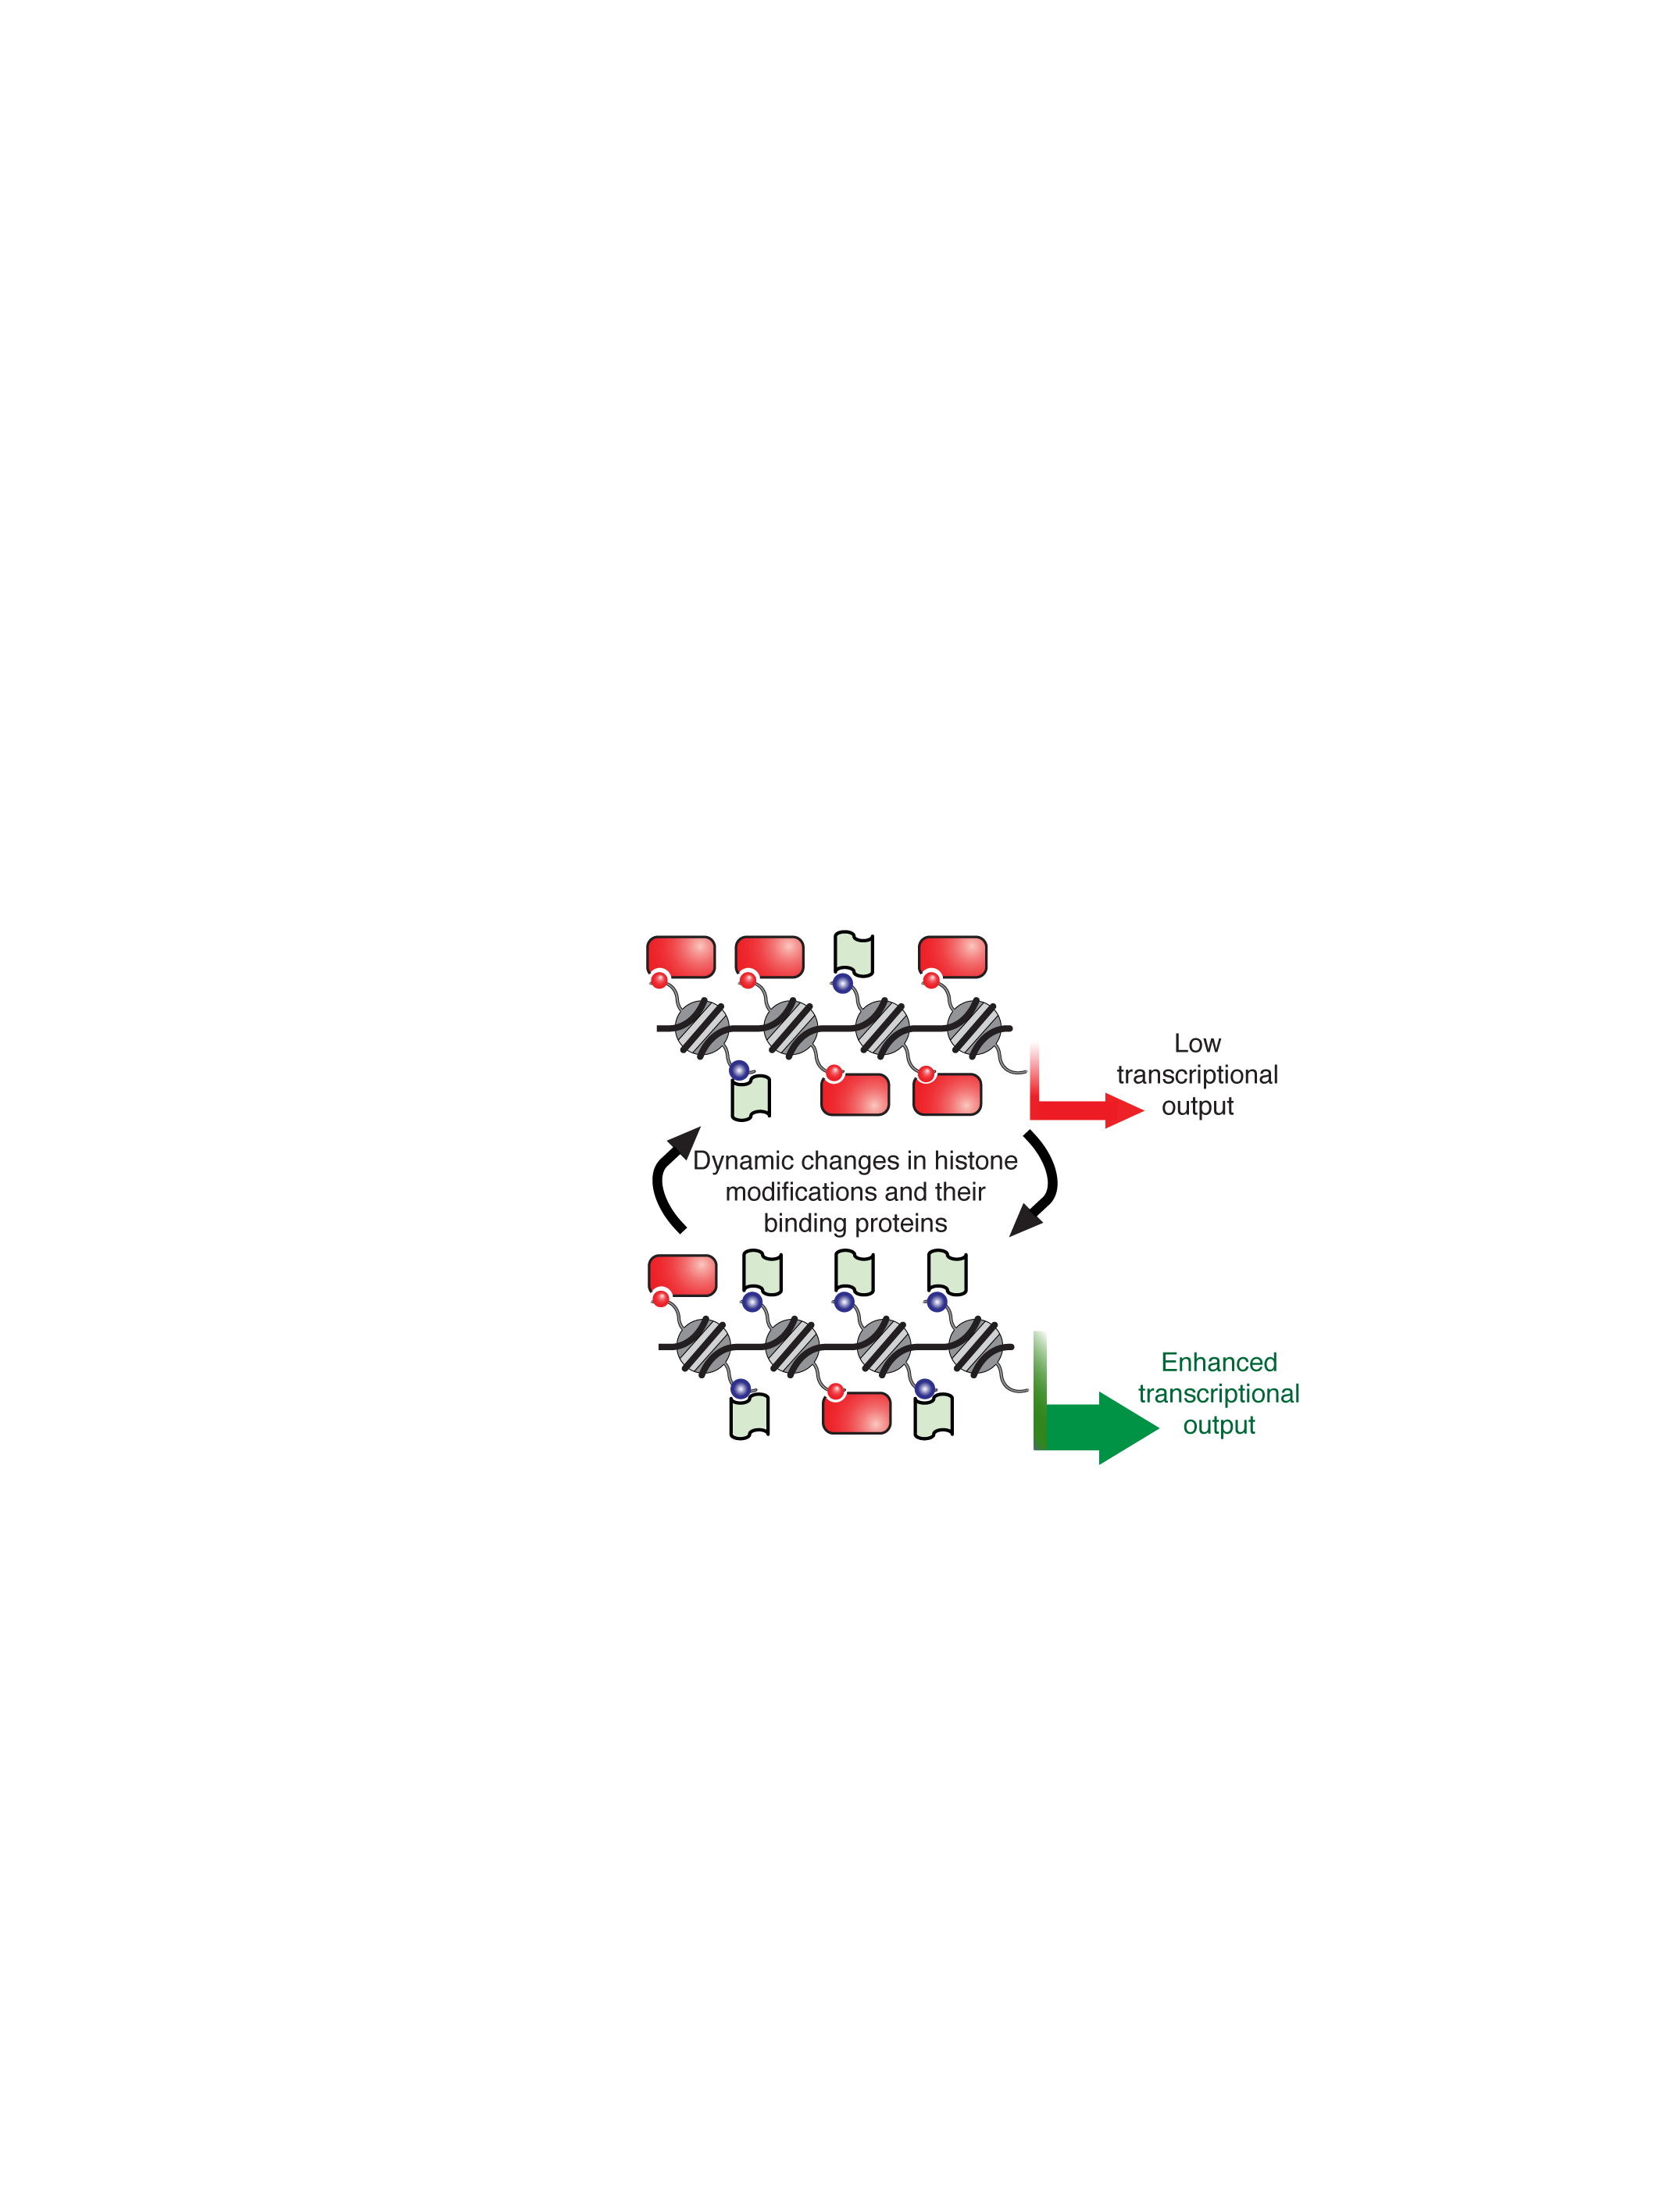 Low
transcriptional
output
Dynamic changes in histone
modifications and their
binding proteins
Enhanced
transcriptional
output